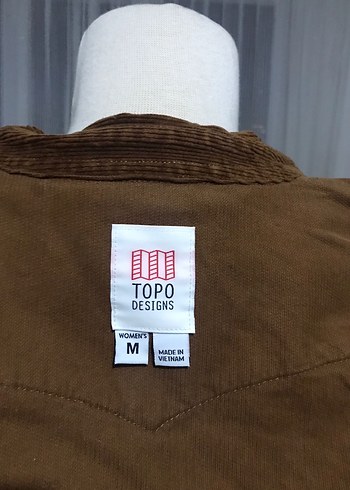 TOPO
DESIGNS
WOMEN'S
M
MADE IN
VIETNAM